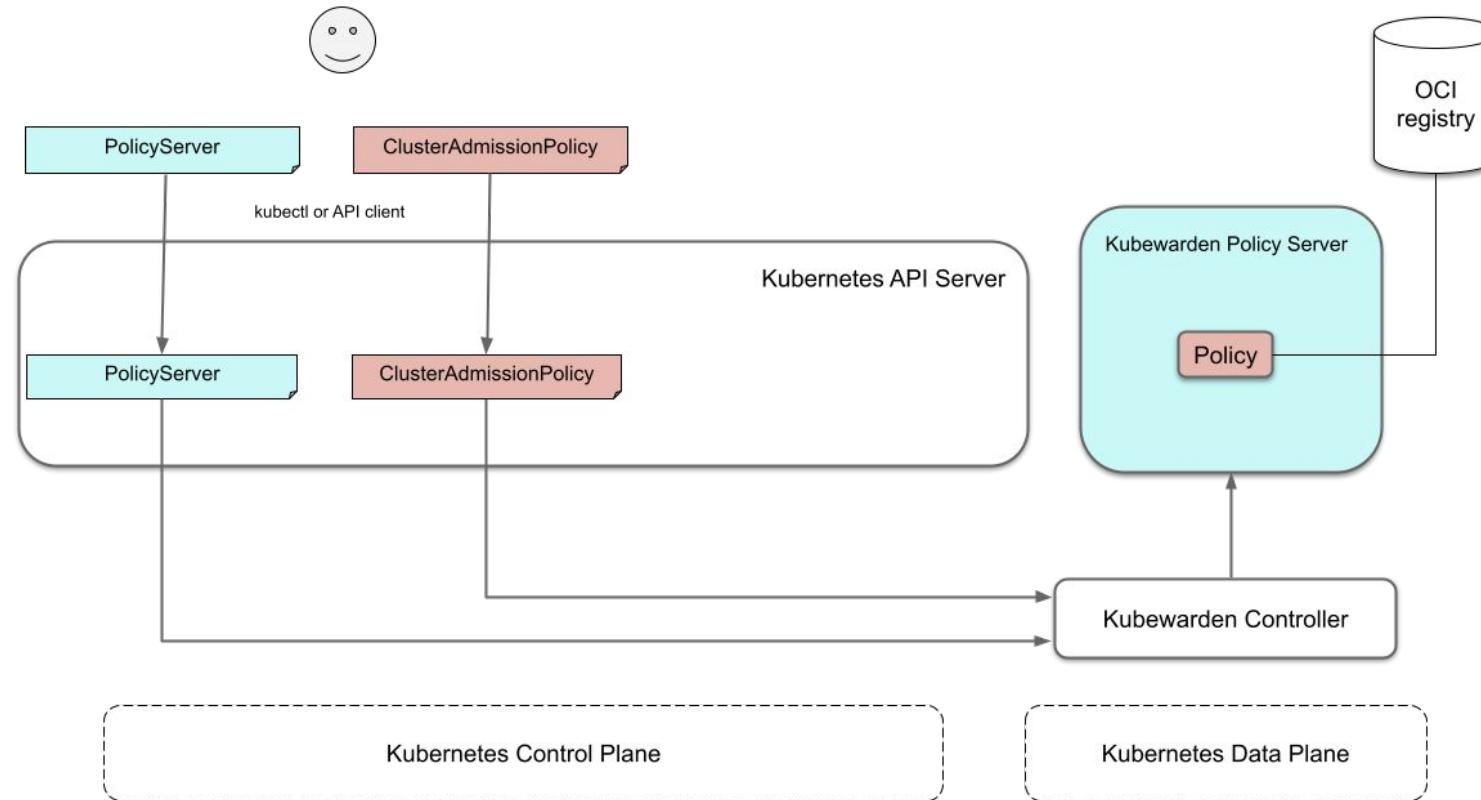 OCI
registry
PolicyServer
ClusterAdmissionPolicy
kubectl or API client
Kubernetes API Server
Kubewarden Policy Server
Policy
PolicyServer
ClusterAdmissionPolicy
Kubewarden Controller
Kubernetes Control Plane
Kubernetes Data Plane